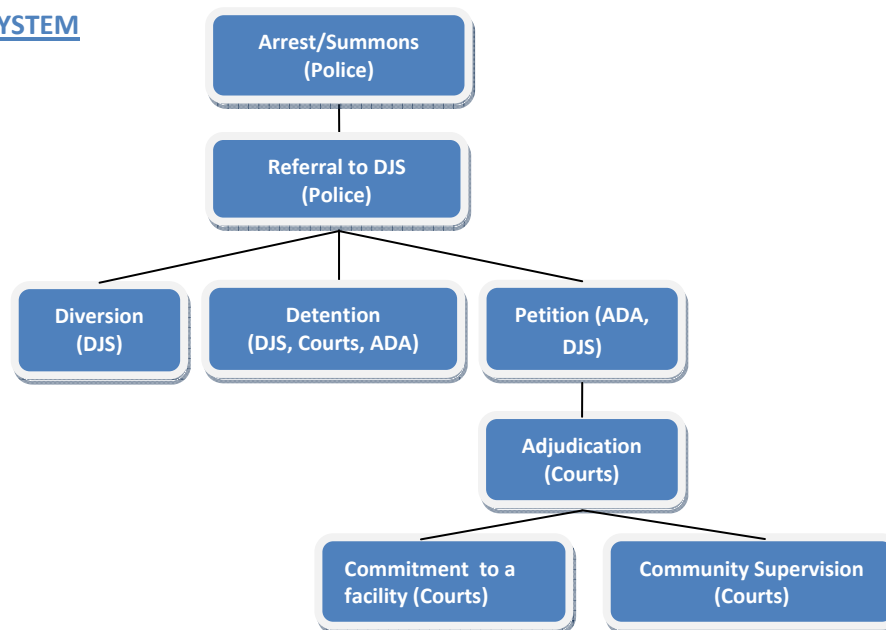 YSTEM
Arrest/Summons
(Police)
Referral to DJS
(Police)
Diversion
(DJS)
Detention
(DJS, Courts, ADA)
Petition (ADA,
DJS)
Adjudication
(Courts)
Commitment to a
facility (Courts)
Community Supervision
(Courts)